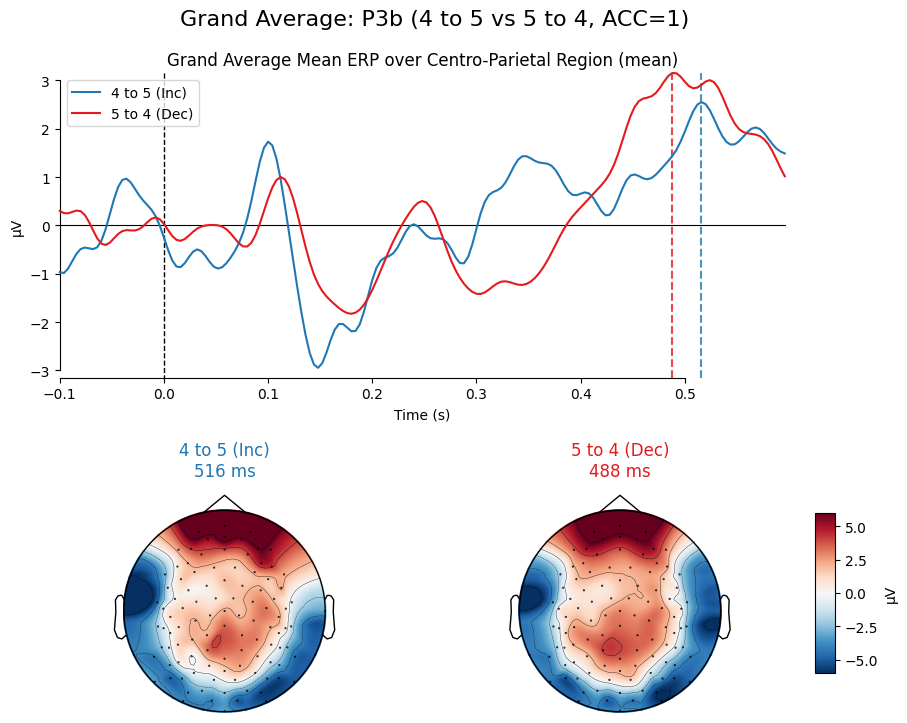 Grand Average: P3b (4 to 5 vs 5 to 4, ACC=1)
Grand Average Mean ERP over Centro-Parietal Region (mean)
4 to 5 (Inc)
5 to 4 (Dec)
3
2
1
0
−1
−2
−3
µV
−0.1
0.0
0.1
0.2
0.3
0.4
0.5
Time (s)
4 to 5 (Inc)
516 ms
5 to 4 (Dec)
488 ms
5.0
2.5
0.0
−2.5
−5.0
µV